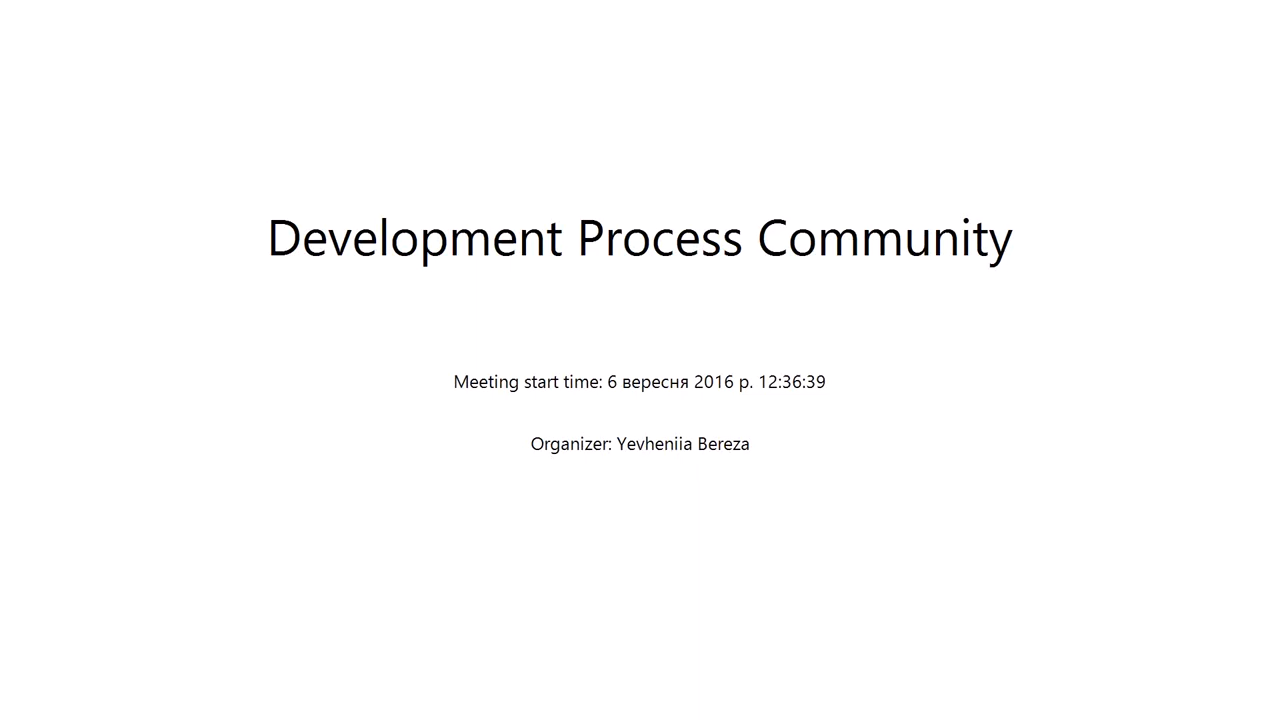 Development Process Community
Meeting start time: 6 вересня 2016 р. 12:36:39
Organizer: Yevheniia Bereza